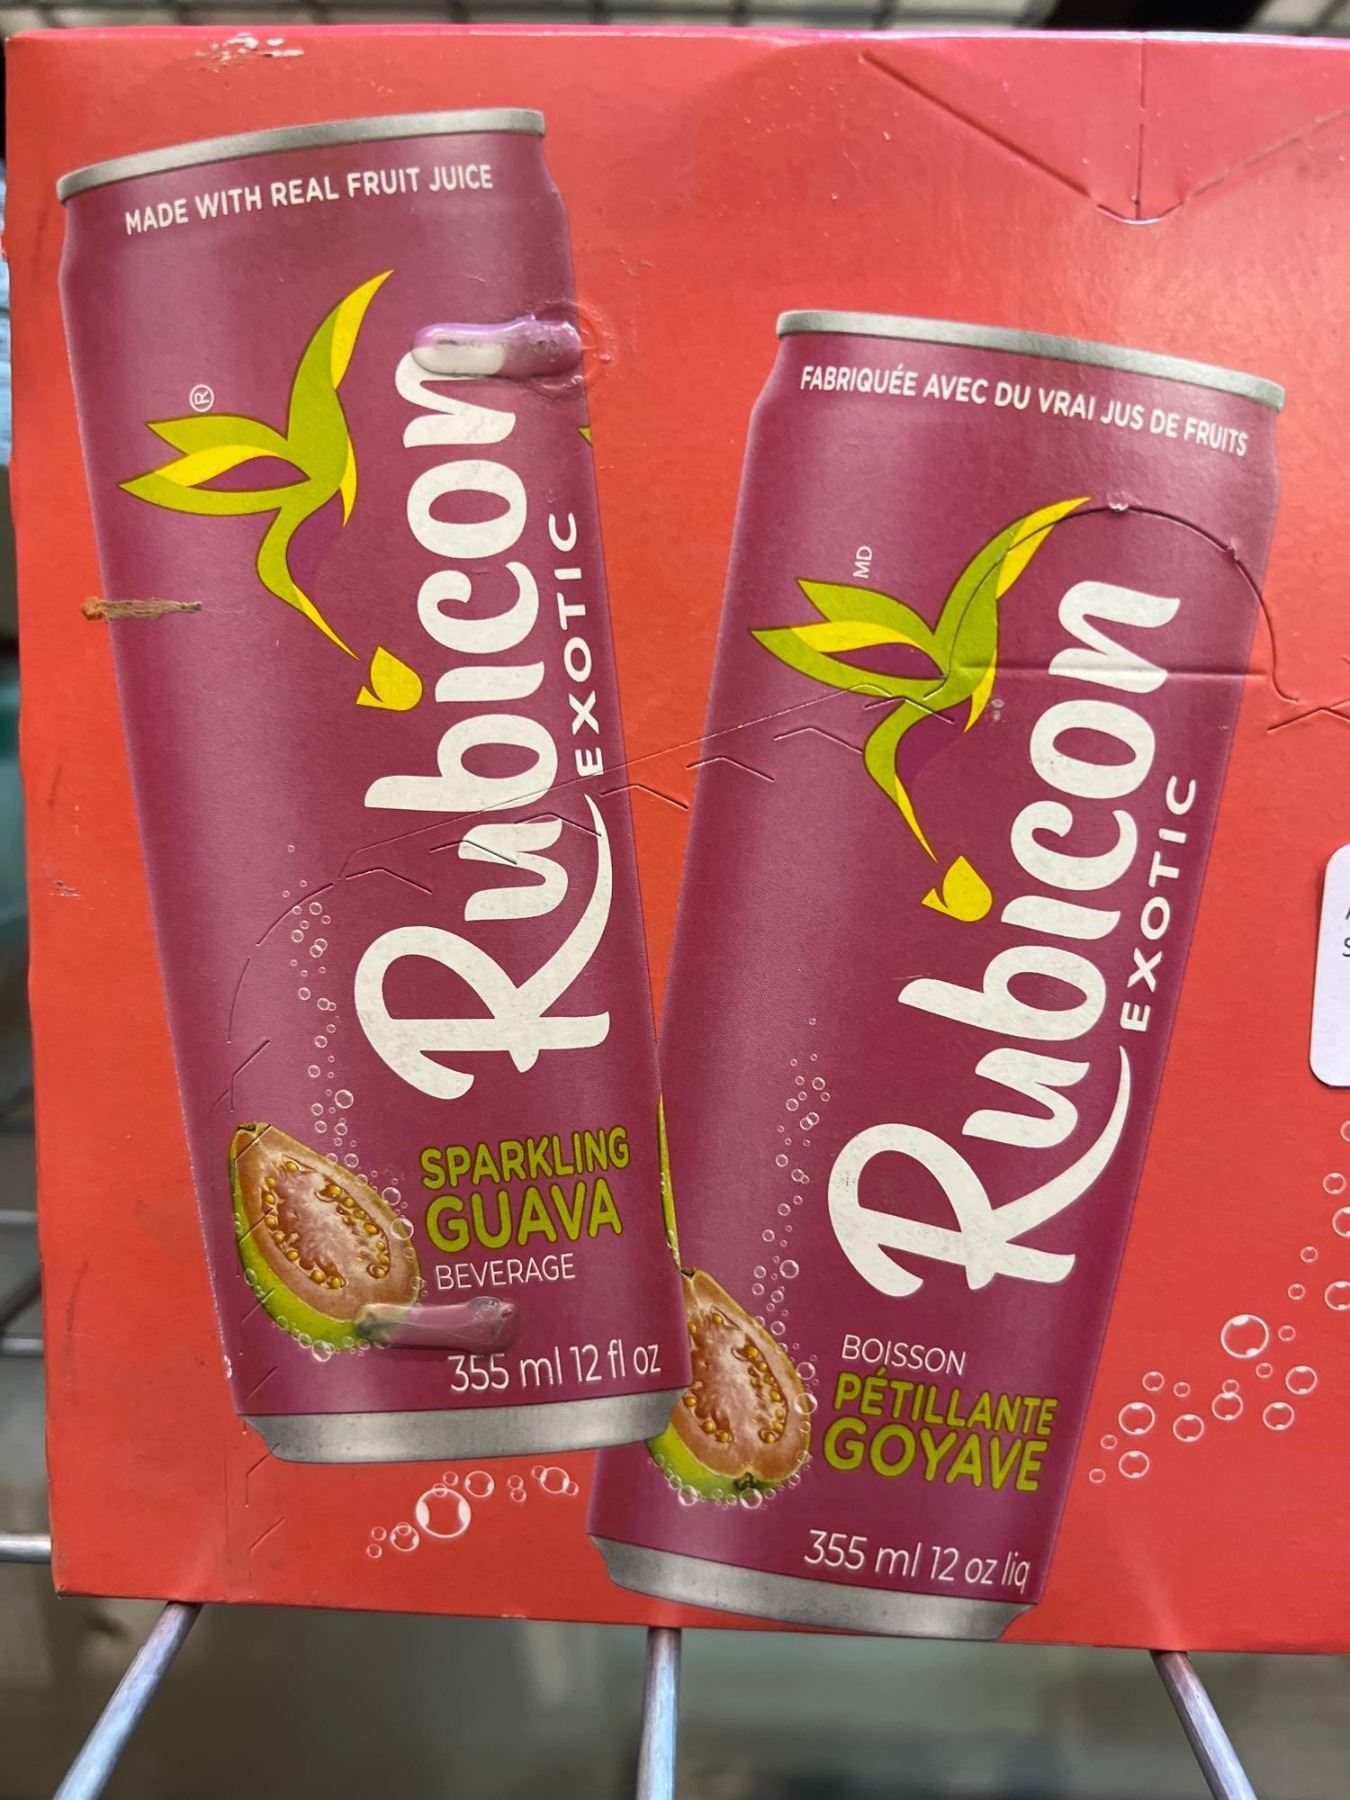 MADE WITH REAL FRUIT JUICE
®
Rubicon
EXOTIC
SPARKLING
GUAVA
BEVERAGE
355 ml 12 fl oz
FABRIQUÉE AVEC DU VRAI JUS DE FRUITS
MD
Rubicon
EXOTIC
BOISSON
PÉTILLANTE
GOYAVE
355 ml 12 oz liq